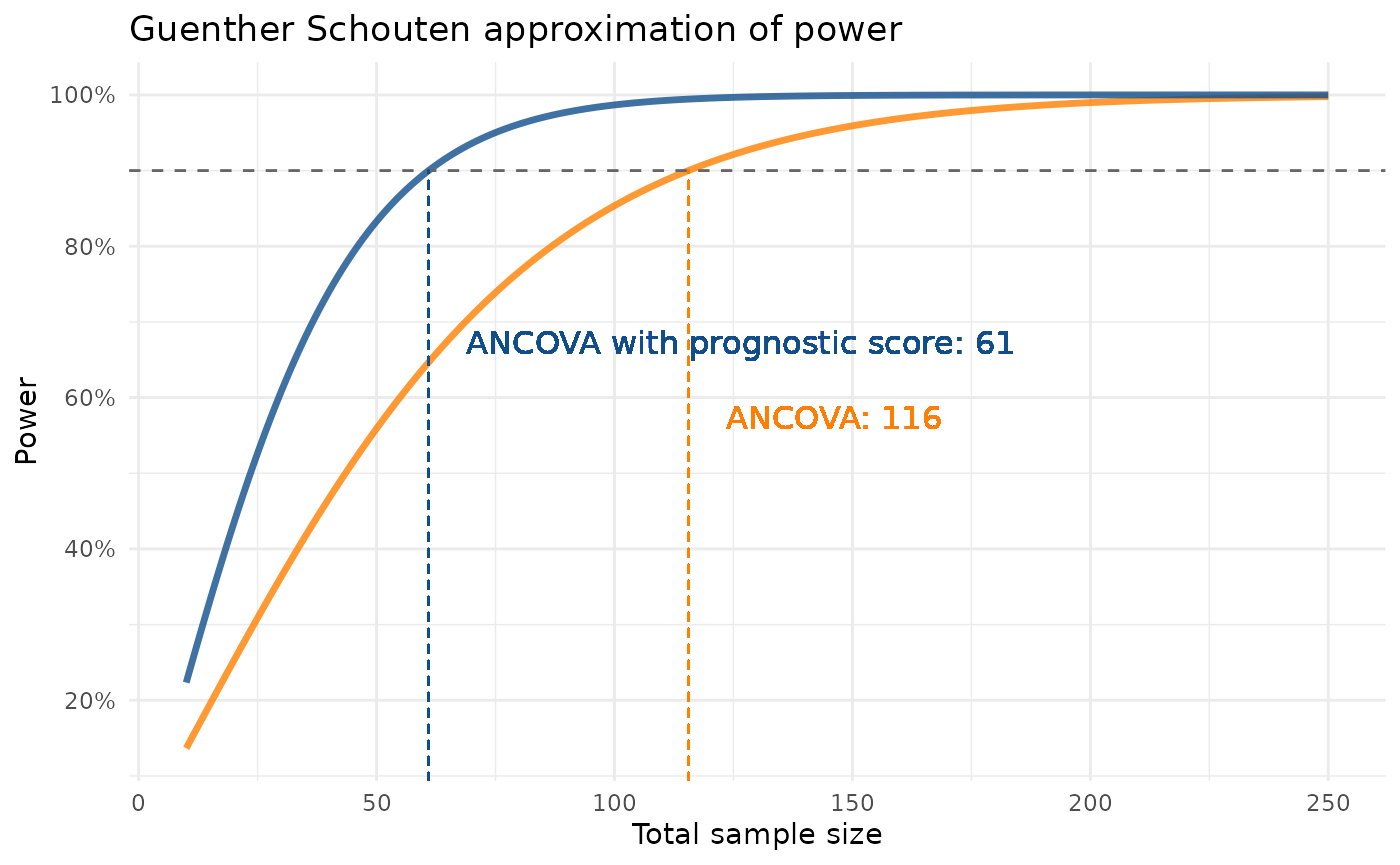 Guenther Schouten approximation of power
100%
80%
60%
40%
20%
Power
ANCOVA with prognostic score: 61
ANCOVA: 116
0 50 100 150 200 250
Total sample size